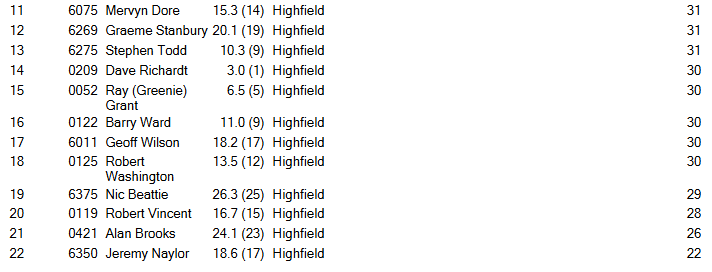 11 6075 Mervyn Dore 15.3 (14) Highfield 31
12 6269 Graeme Stanbury 20.1 (19) Highfield 31
13 6275 Stephen Todd 10.3 (9) Highfield 31
14 0209 Dave Richardt 3.0 (1) Highfield 30
15 0052 Ray (Greenie) 6.5 (5) Highfield 30
Grant
16 0122 Barry Ward 11.0 (9) Highfield 30
17 6011 Geoff Wilson 18.2 (17) Highfield 30
18 0125 Robert 13.5 (12) Highfield 30
Washington
19 6375 Nic Beattie 26.3 (25) Highfield 29
20 0119 Robert Vincent 16.7 (15) Highfield 28
21 0421 Alan Brooks 24.1 (23) Highfield 26
22 6350 Jeremy Naylor 18.6 (17) Highfield 22